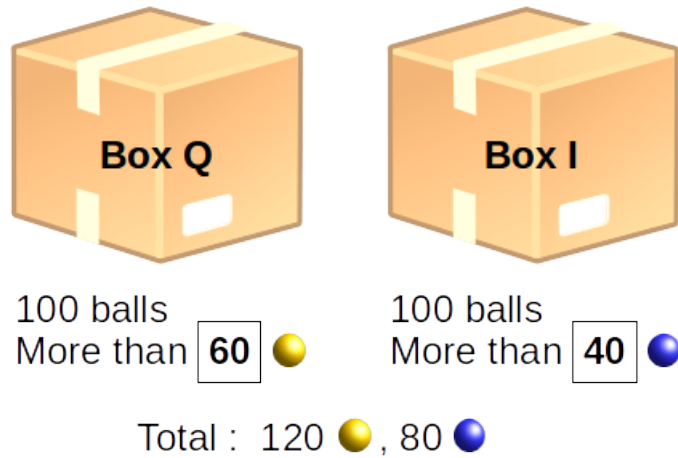 Box Q
Box I
100 balls
More than 60
100 balls
More than 40
Total : 120 , 80